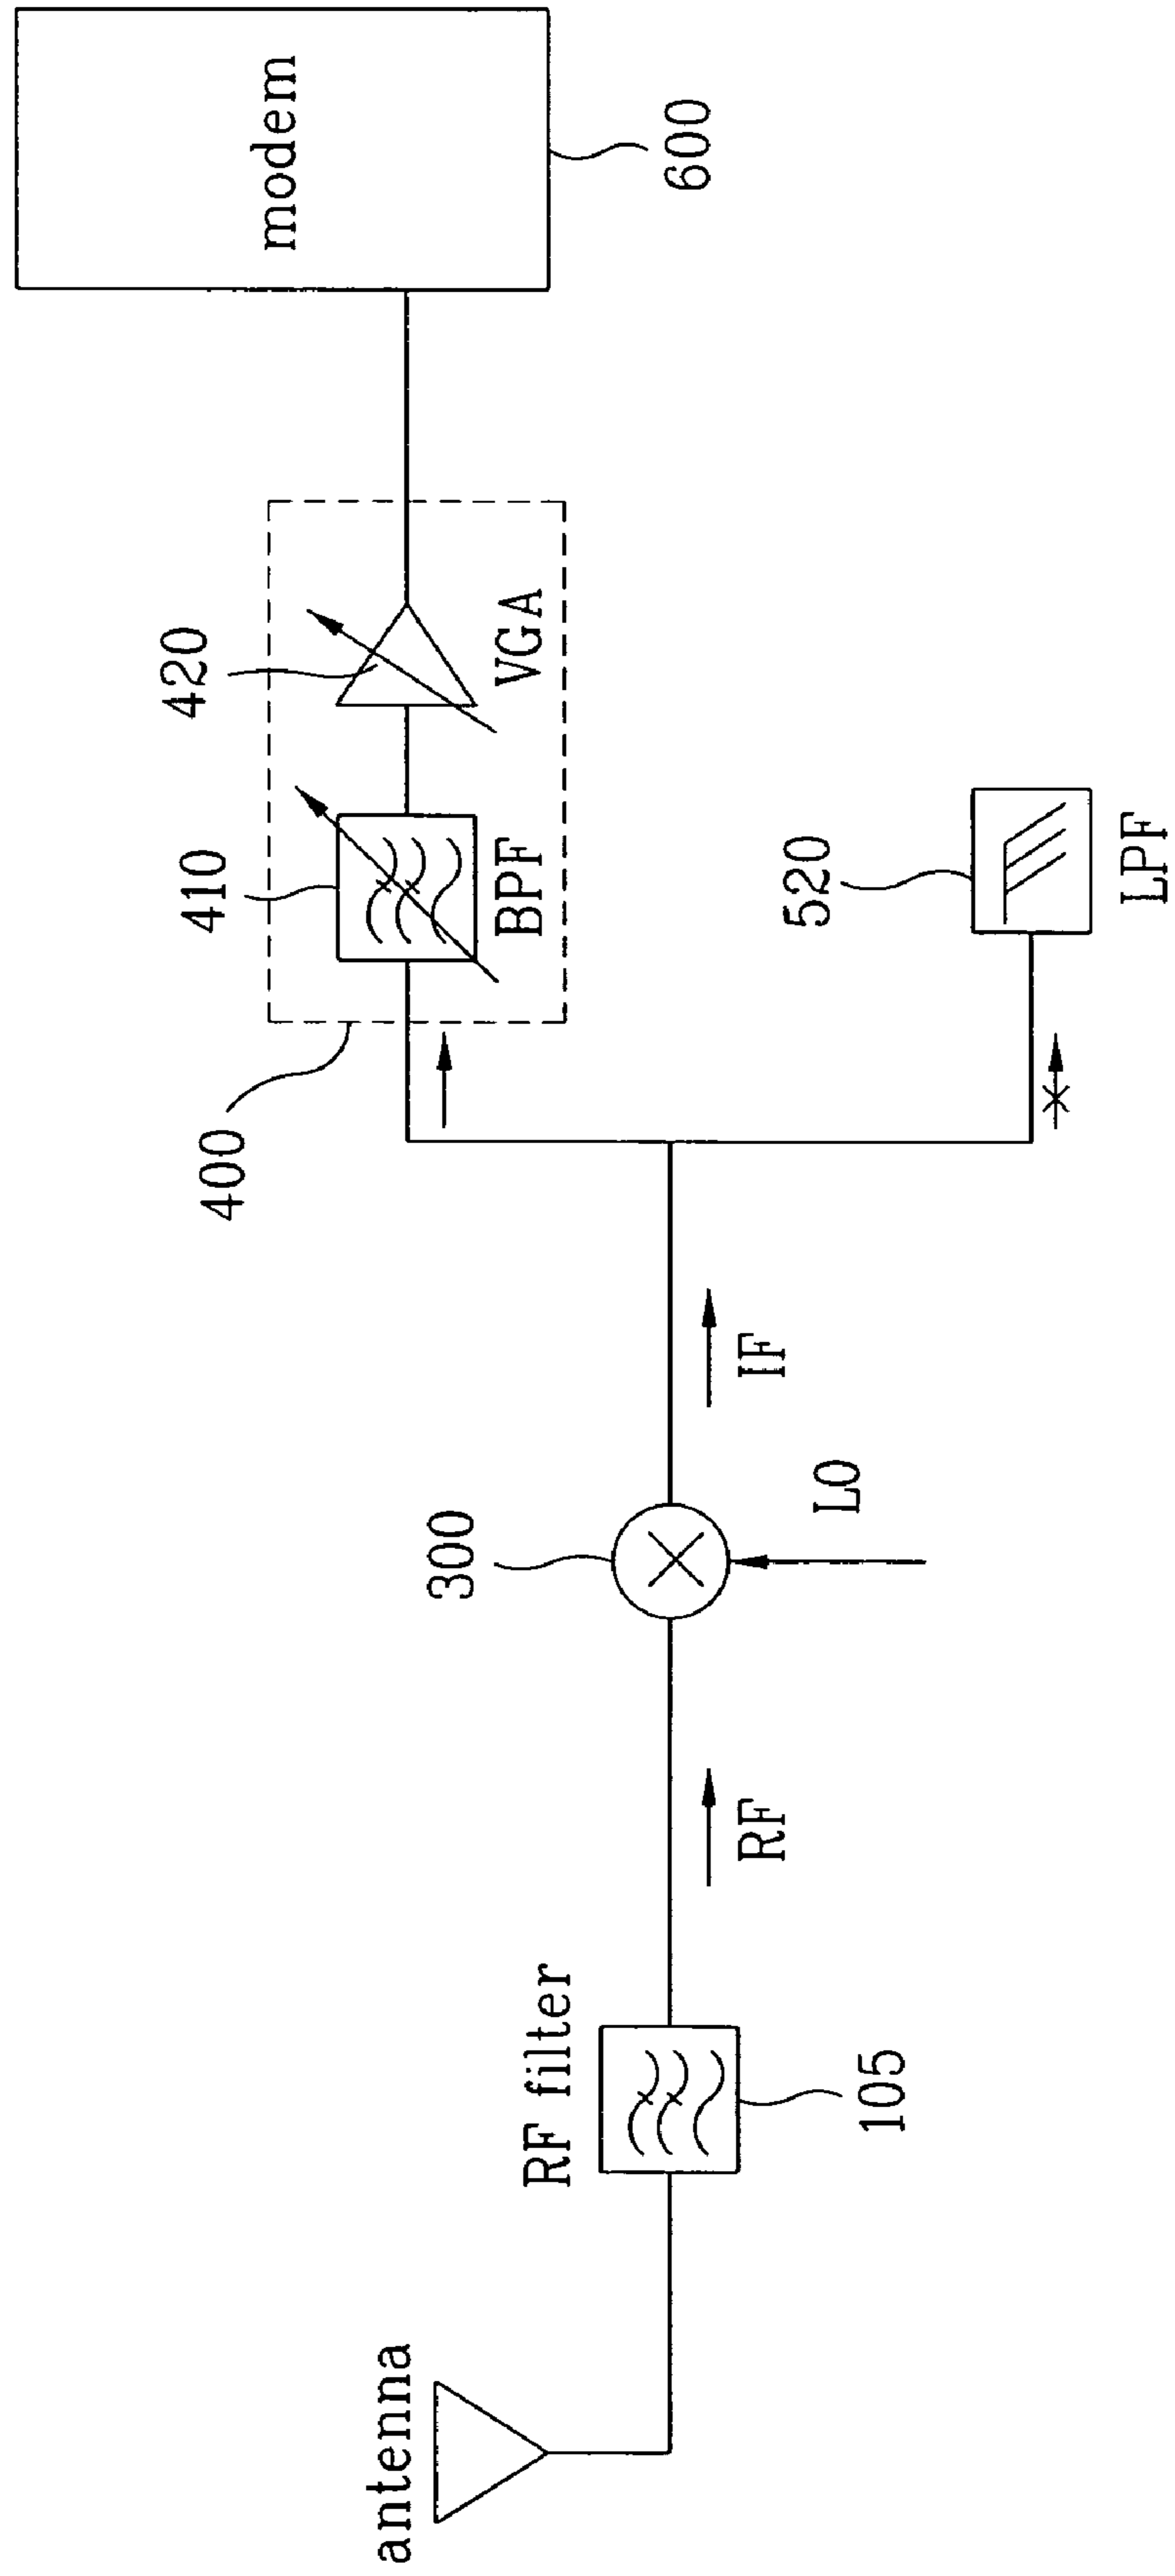 antenna
RF filter
105
RF
300
LO
IF
400
410
BPF
420
VGA
520
LPF
modem
600